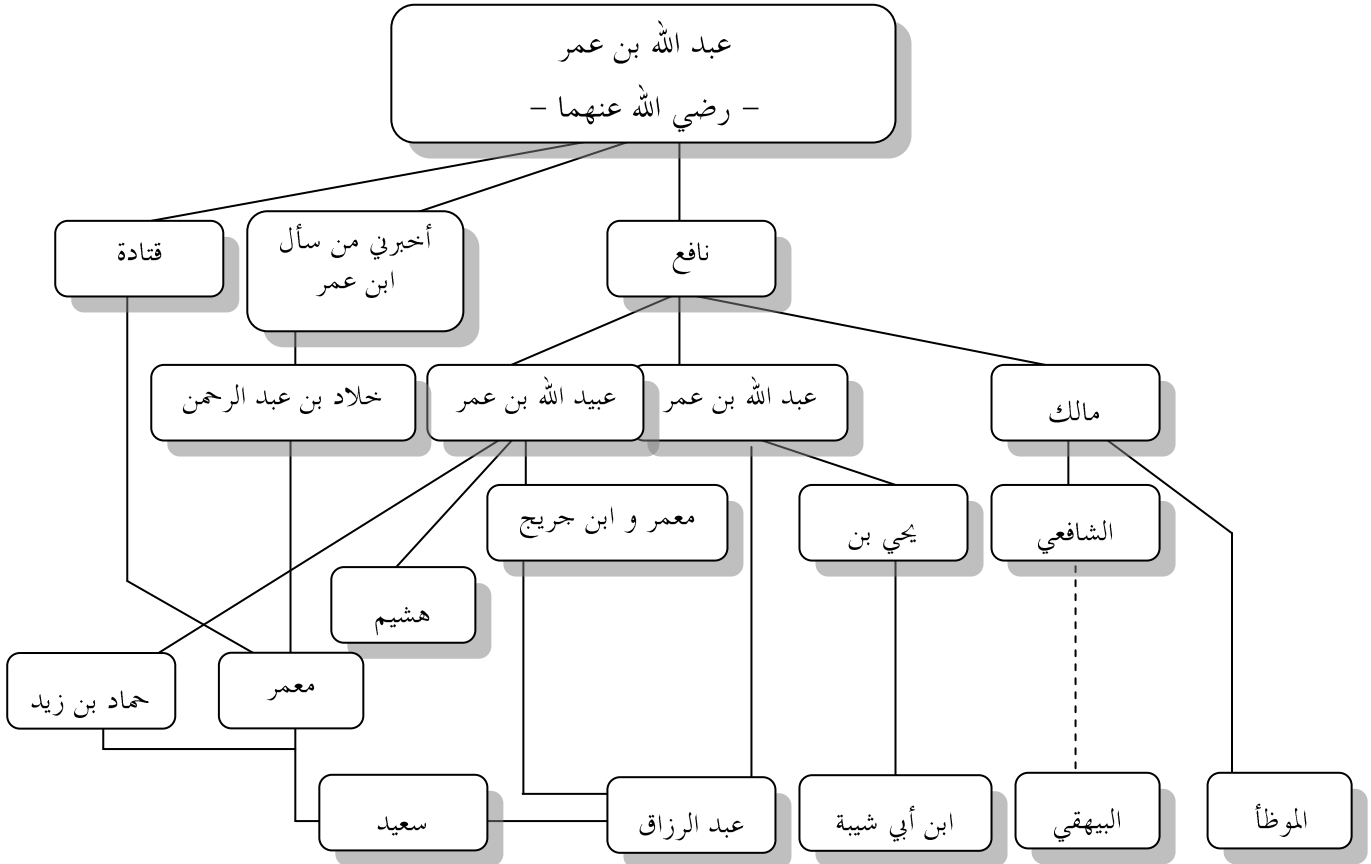 عبد الله بن عمر
– رضي الله عنهما –
نافع
أخبرني من سأل
ابن عمر
قتادة
مالك
عبد الله بن عمر
عبيد الله بن عمر
خلاد بن عبد الرحمن
الشافعي
يحي بن
معمر و ابن جريج
هشيم
معمر
حماد بن زيد
الموظأ
البيهقي
ابن أبي شيبة
عبد الرزاق
سعيد